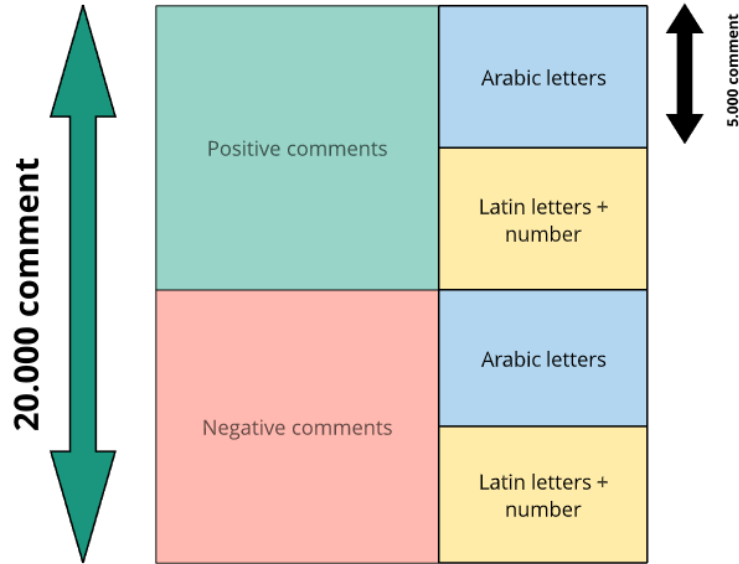 20.000 comment
Positive comments
Arabic letters
5.000 comment
Latin letters +
number
Negative comments
Arabic letters
Latin letters +
number